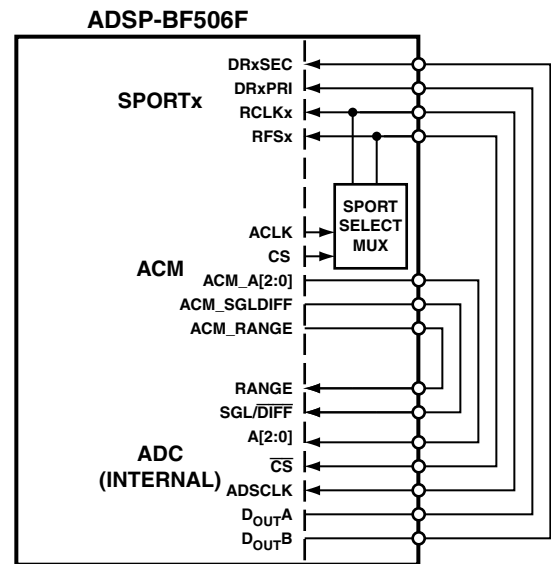 ADSP-BF506F
SPORTx
DRxSEC
DRxPRI
RCLKx
RFSx
SPORT
SELECT
MUX
ACLK
CS
ACM
ACM_A[2:0]
ACM_SGLDIFF
ACM_RANGE
RANGE
SGL/DIFF
A[2:0]
ADC
(INTERNAL)
CS
ADSCLK
DOUTA
DOUTB